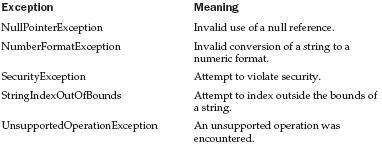 Exception Meaning
NullPointerException Invalid use of a null reference.
NumberFormatException Invalid conversion of a string to a
numeric format.
SecurityException Attempt to violate security.
StringIndexOutOfBounds Attempt to index outside the bounds of
a string.
UnsupportedOperationException An unsupported operation was
encountered.